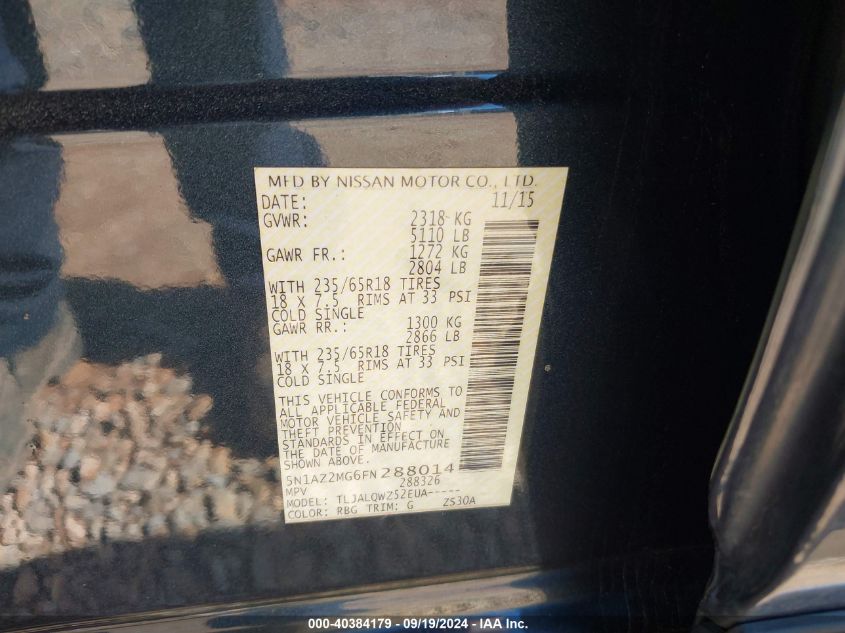 MFD BY NISSAN MOTOR CO., LTD.
DATE: 11/15
GVWR: 2318 KG
5110 LB
GAWR FR.: 1272 KG
2804 LB
WITH 235/65R18 TIRES
18 X 7.5 RIMS AT 33 PSI
COLD SINGLE
GAWR RR.: 1300 KG
2866 LB
WITH 235/65R18 TIRES
18 X 7.5 RIMS AT 33 PSI
COLD SINGLE
THIS VEHICLE CONFORMS TO
ALL APPLICABLE FEDERAL
MOTOR VEHICLE SAFETY AND
THEFT PREVENTION
STANDARDS IN EFFECT ON
THE DATE OF MANUFACTURE
SHOWN ABOVE.
5N1AZ2MG6FN288014
MPV 288326
MODEL: TLJALQWZ52EUA-----
COLOR: RBG TRIM: G ZS30A
000-40384179 - 09/19/2024 - IAA Inc.